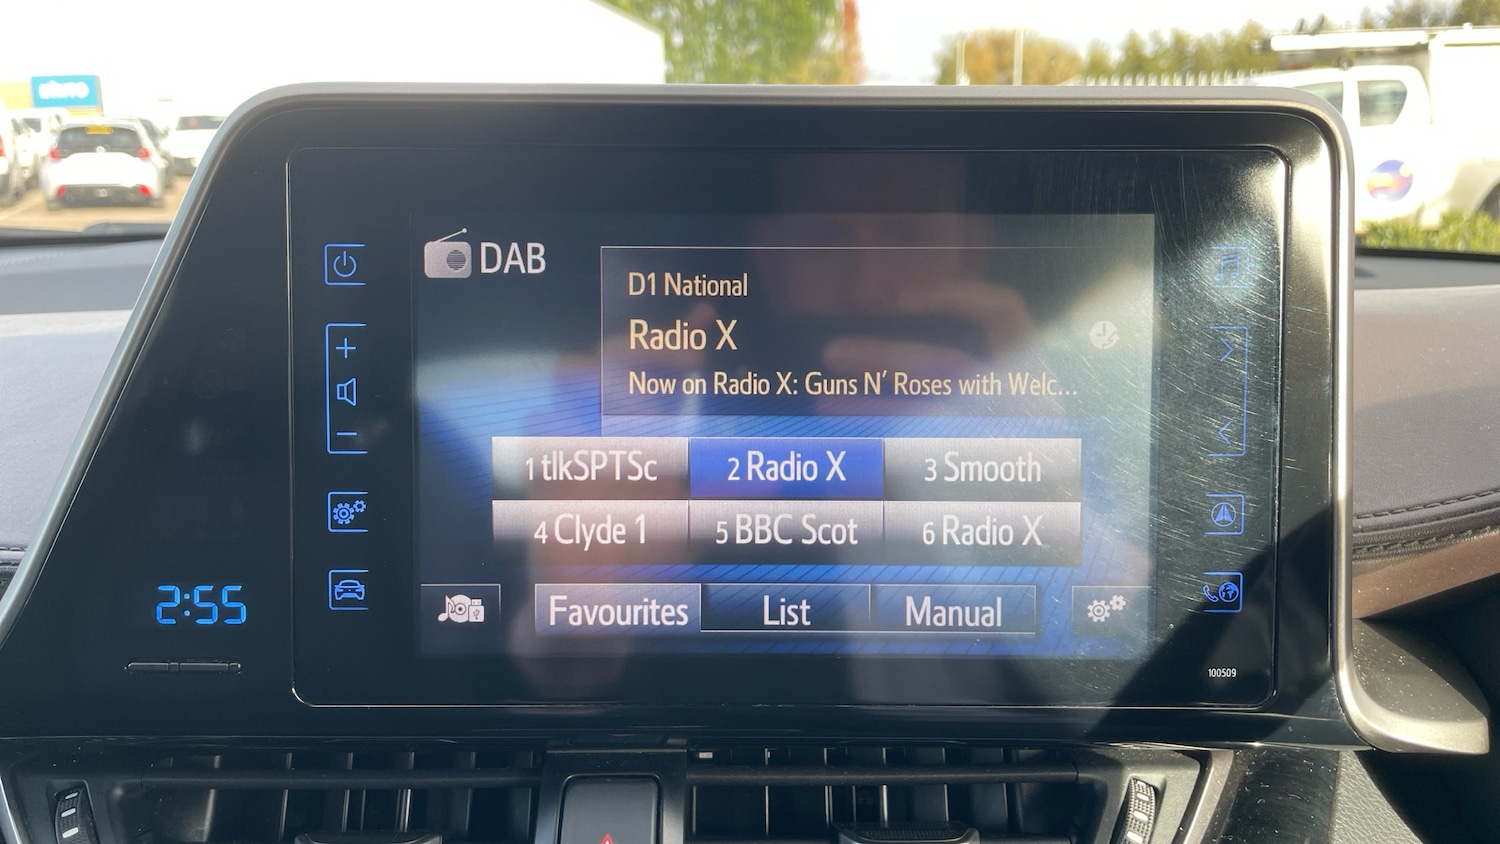 DAB
D1 National
Radio X
Now on Radio X: Guns N' Roses with Welc...
1 tlkSPTSc
2 Radio X
3 Smooth
4 Clyde 1
5 BBC Scot
6 Radio X
Favourites
List
Manual
2:55
100509